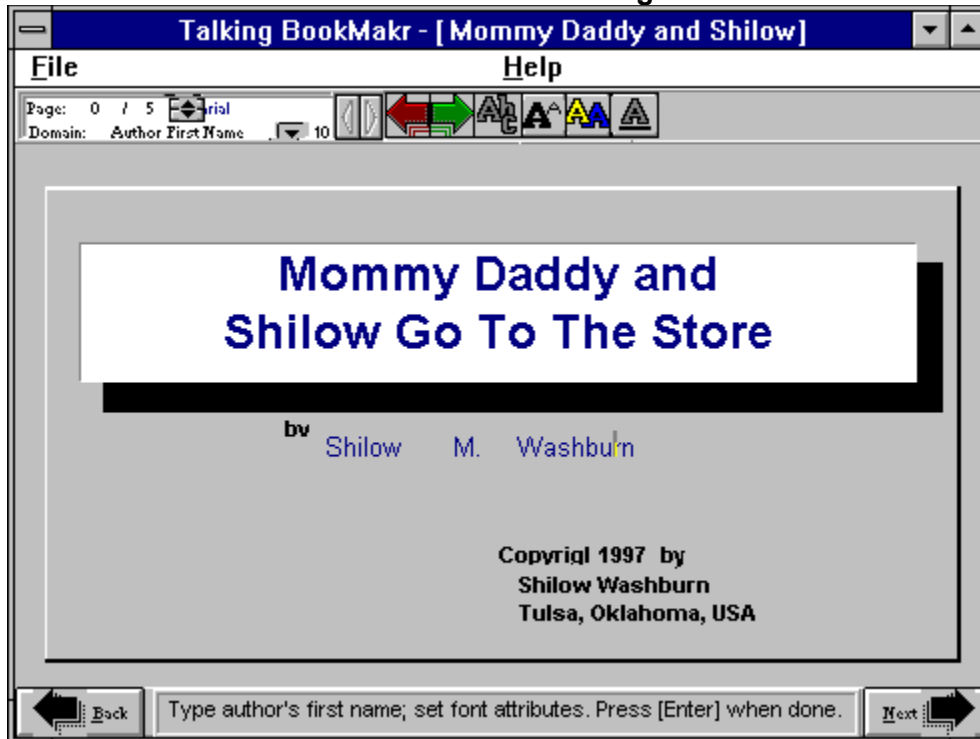 Talking BookMakr - [Mommy Daddy and Shilow]
File Help
Page: 0 / 5 rial
Domain: Author First Name 10
Mommy Daddy and
Shilow Go To The Store
by Shilow M. Washburn
Copyrigl 1997 by
Shilow Washburn
Tulsa, Oklahoma, USA
Back Type author's first name; set font attributes. Press [Enter] when done. Next